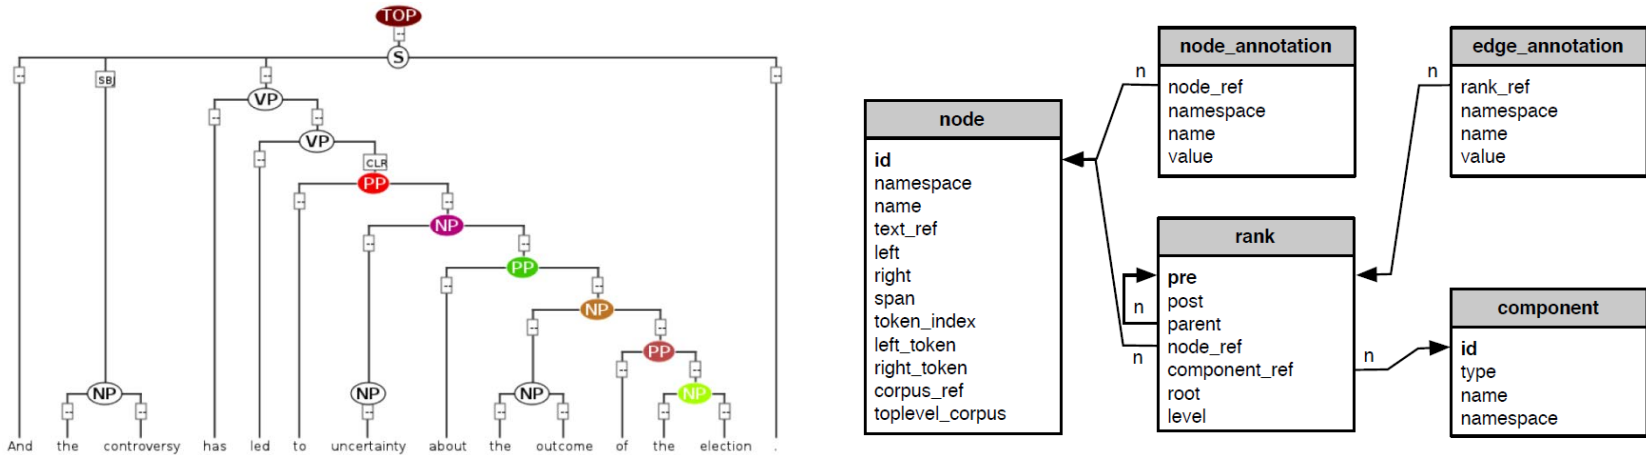 TOP
--
S
--
SBJ
--
--
VP
--
--
VP
--
CLR
PP
--
--
NP
--
--
PP
--
--
NP
--
--
PP
--
--
NP
NP
NP
NP
--
--
--
--
--
--
--
And the controversy has led to uncertainty about the outcome of the election .
node
id
namespace
name
text_ref
left
right
span
token_index
left_token
right_token
corpus_ref
toplevel_corpus
node_annotation
node_ref
namespace
name
value
n
edge_annotation
rank_ref
namespace
name
value
n
rank
pre
post
parent
node_ref
component_ref
root
level
n
n
n
component
id
type
name
namespace